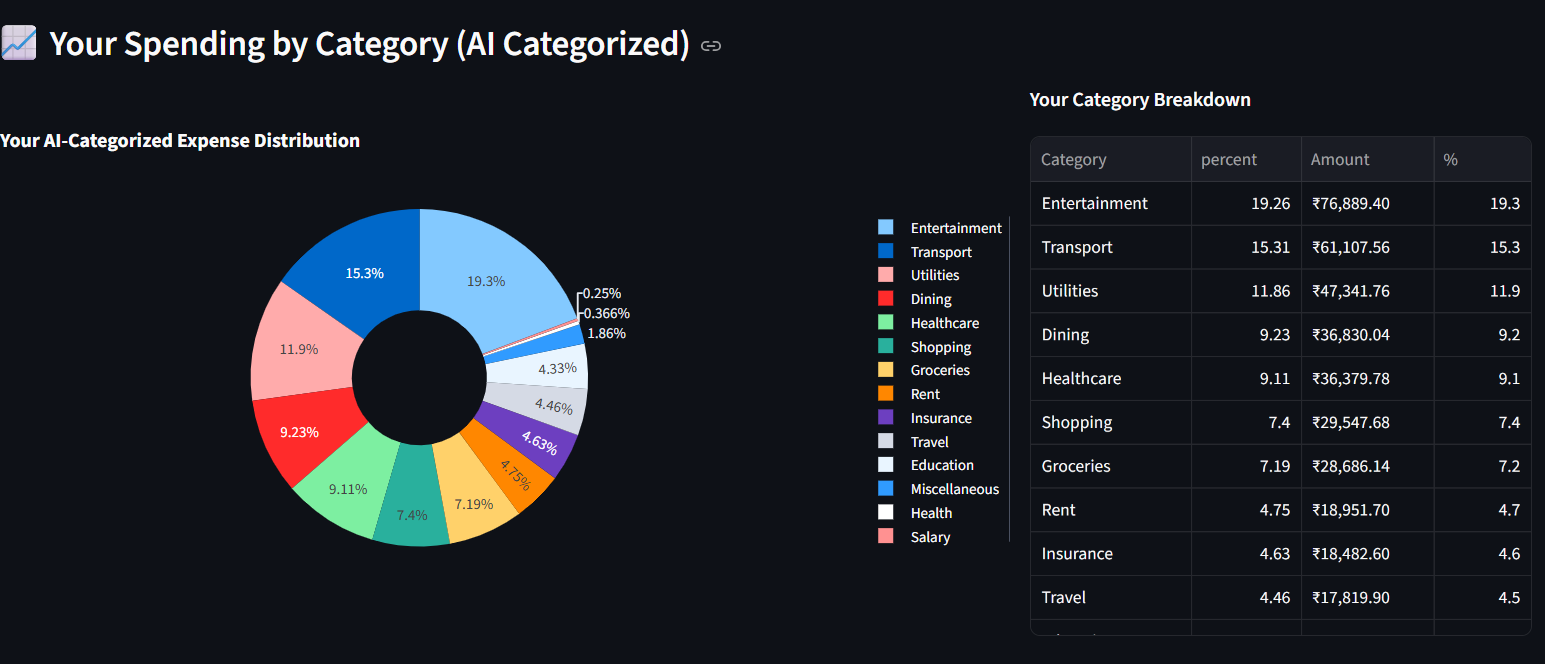 Your Spending by Category (AI Categorized)
Your AI-Categorized Expense Distribution
19.3%
0.25%
0.366%
1.86%
4.33%
4.46%
4.63%
4.75%
7.19%
7.4%
9.11%
9.23%
11.9%
15.3%
Entertainment
Transport
Utilities
Dining
Healthcare
Shopping
Groceries
Rent
Insurance
Travel
Education
Miscellaneous
Health
Salary
Your Category Breakdown
Category percent Amount %
Entertainment 19.26 ₹76,889.40 19.3
Transport 15.31 ₹61,107.56 15.3
Utilities 11.86 ₹47,341.76 11.9
Dining 9.23 ₹36,830.04 9.2
Healthcare 9.11 ₹36,379.78 9.1
Shopping 7.4 ₹29,547.68 7.4
Groceries 7.19 ₹28,686.14 7.2
Rent 4.75 ₹18,951.70 4.7
Insurance 4.63 ₹18,482.60 4.6
Travel 4.46 ₹17,819.90 4.5